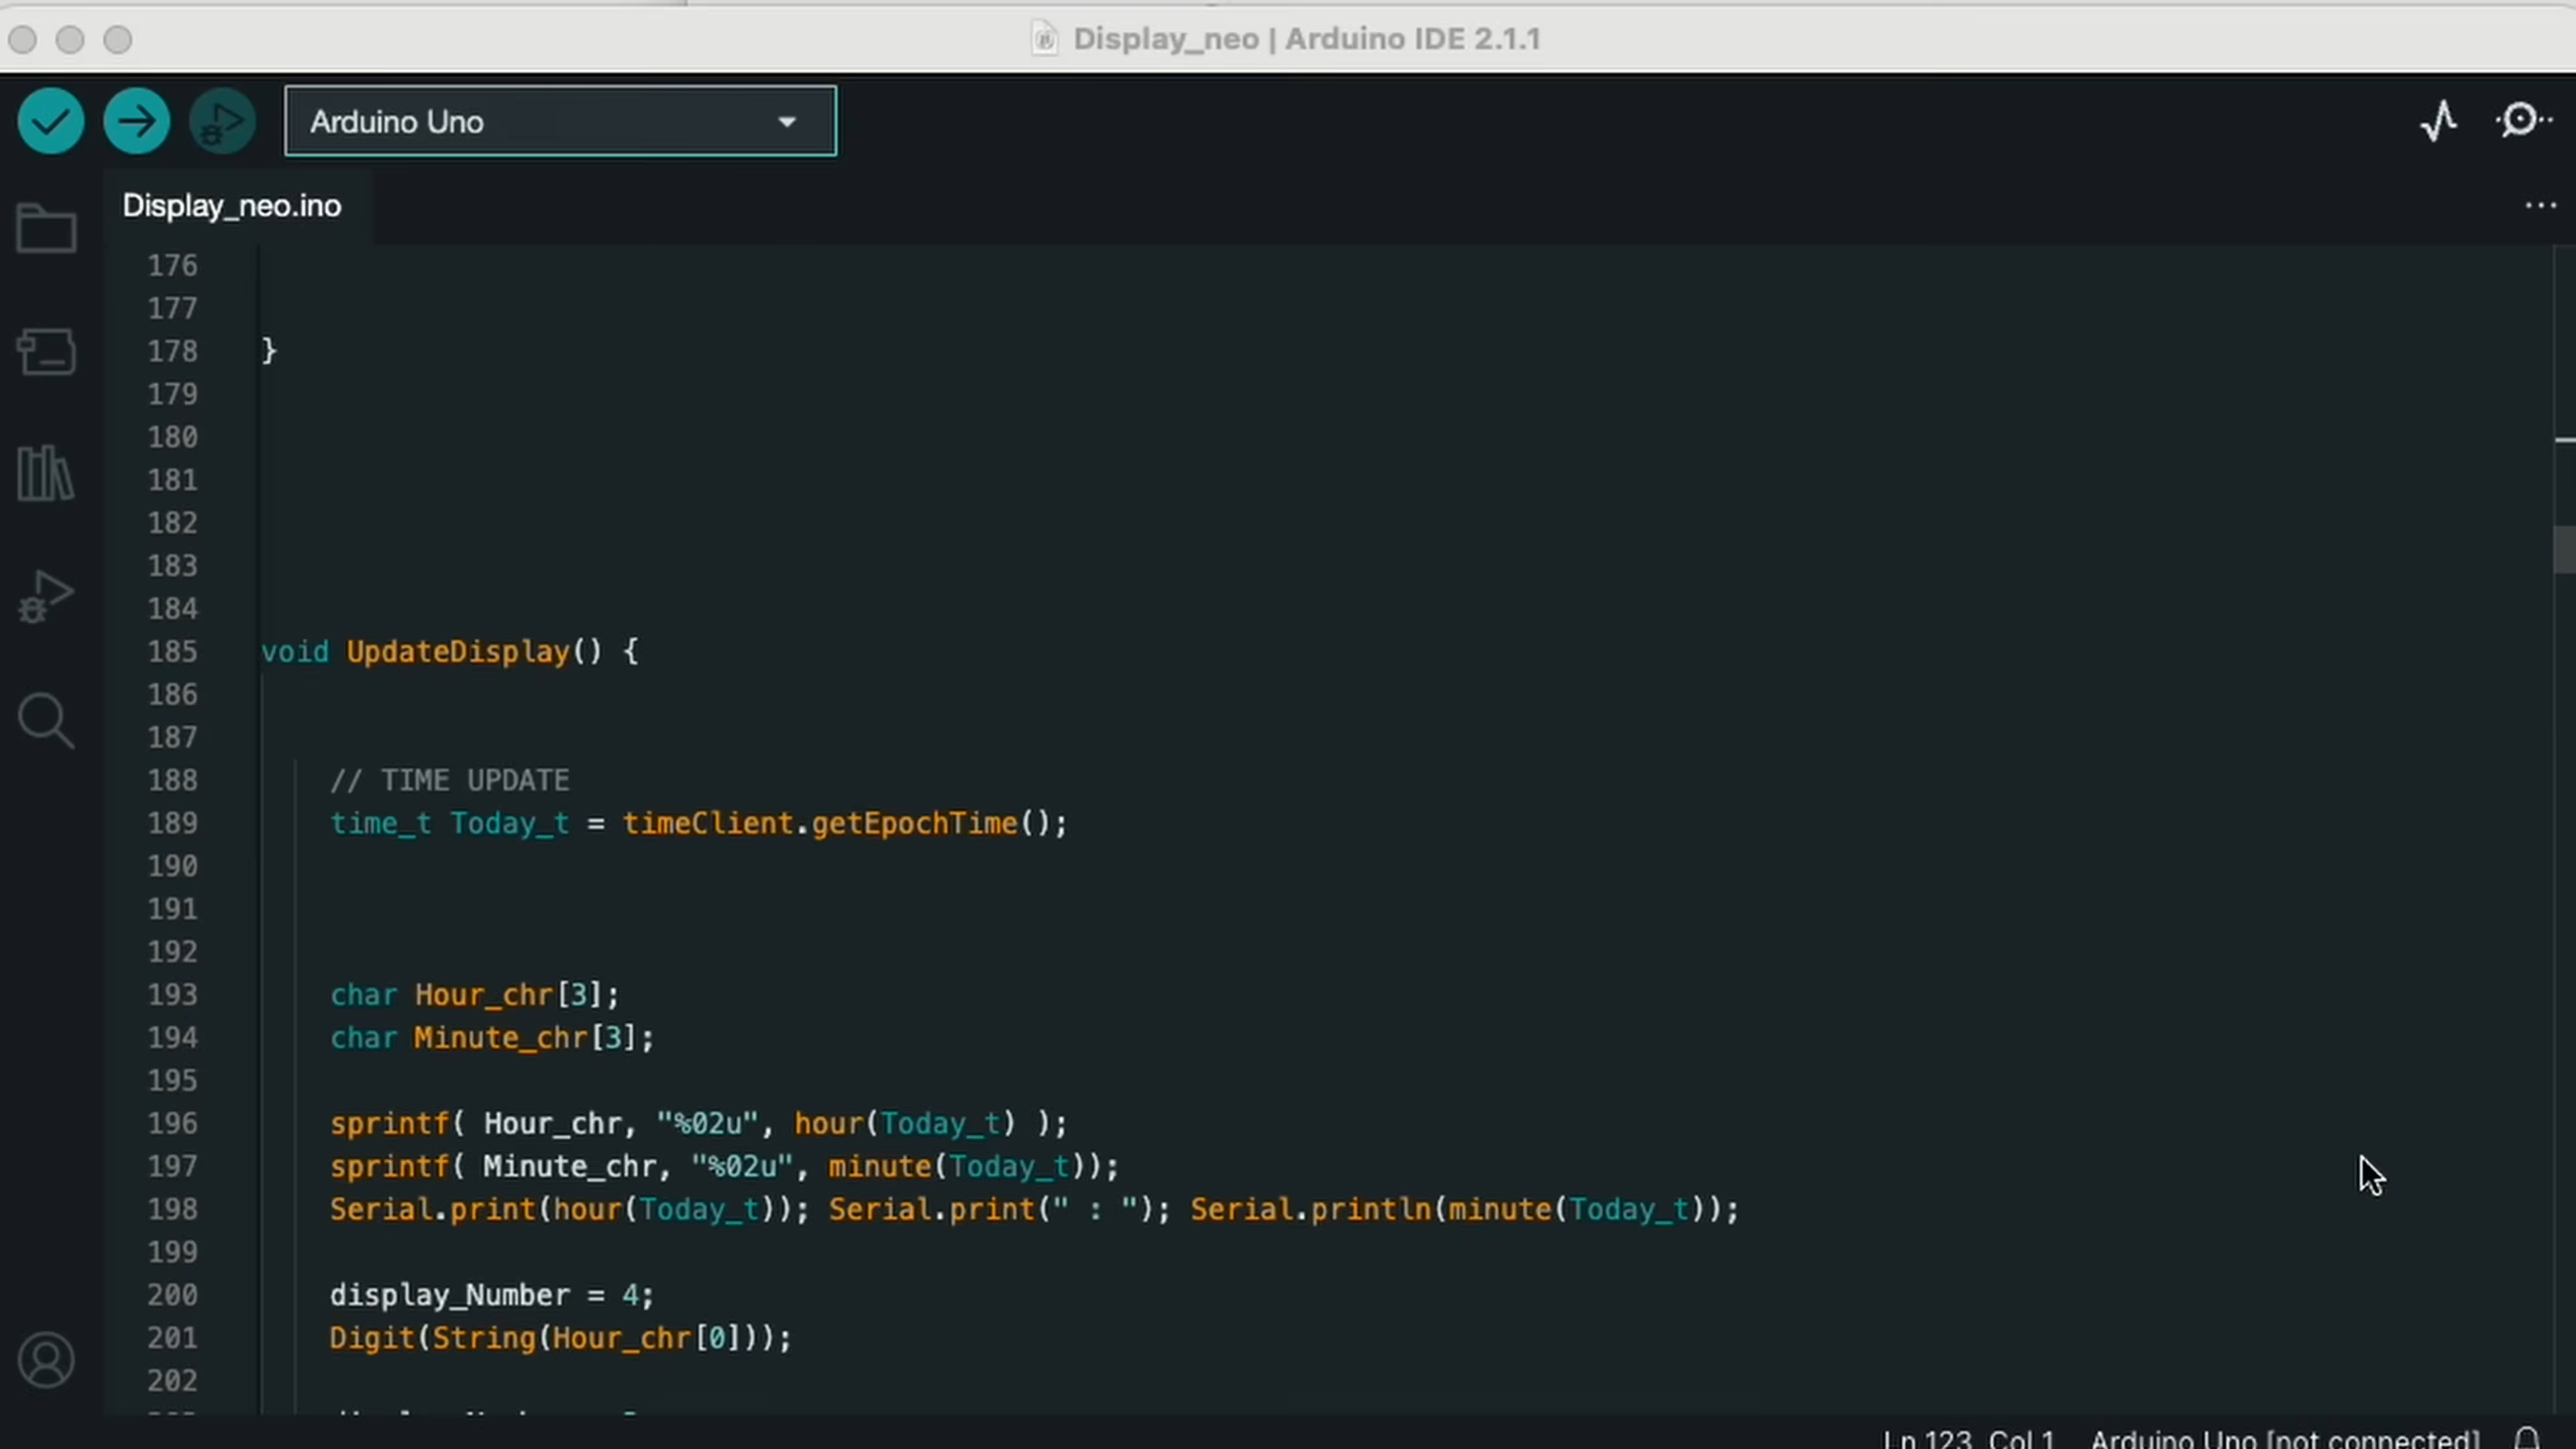 Display_neo | Arduino IDE 2.1.1
Arduino Uno
Display_neo.ino
176
177
178 }
179
180
181
182
183
184
185 void UpdateDisplay() {
186
187
188 // TIME UPDATE
189 time_t Today_t = timeClient.getEpochTime();
190
191
192
193 char Hour_chr[3];
194 char Minute_chr[3];
195
196 sprintf( Hour_chr, "%02u", hour(Today_t) );
197 sprintf( Minute_chr, "%02u", minute(Today_t));
198 Serial.print(hour(Today_t)); Serial.print(" : "); Serial.println(minute(Today_t));
199
200 display_Number = 4;
201 Digit(String(Hour_chr[0]));
202
Ln 123, Col 1 Arduino Uno [not connected]